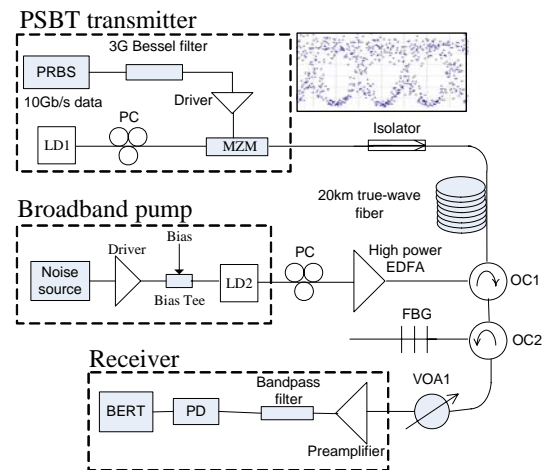 PSBT transmitter
3G Bessel filter
PRBS
10Gb/s data
Driver
PC
LD1
MZM
Isolator
20km true-wave
fiber
Broadband pump
Bias
Driver
Noise
source
Bias Tee
LD2
PC
High power
EDFA
OC1
FBG
OC2
Receiver
Bandpass
filter
VOA1
BERT
PD
Preamplifier